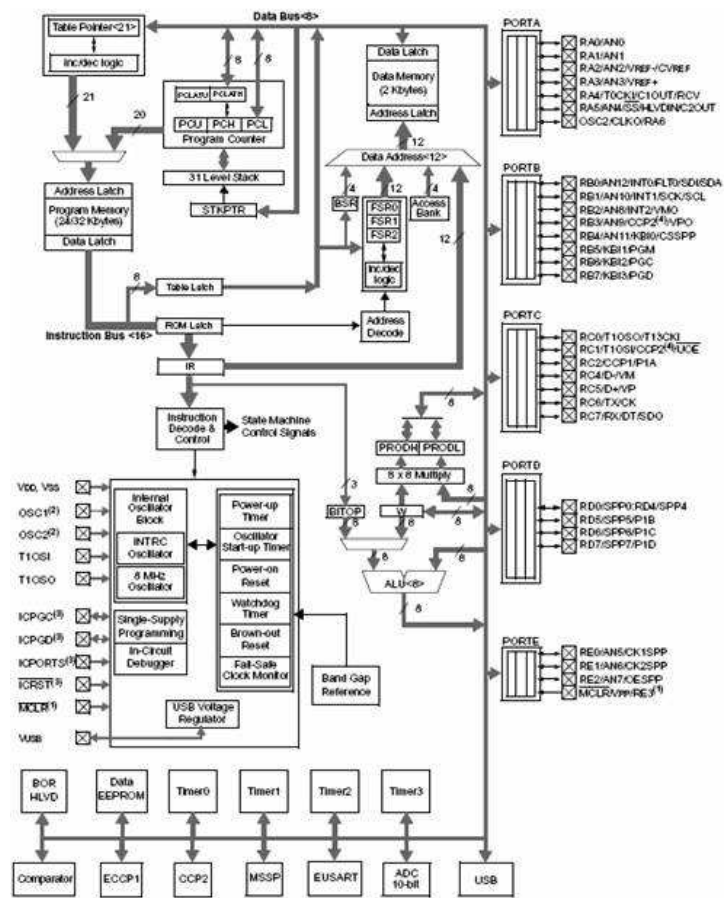 Data Bus<8>
Table Pointer<21>
inc/dec logic
21
20
8
8
PCLATU
PCLATH
PCU
PCH
PCL
Program Counter
31 Level Stack
STKPTR
Data Latch
Data Memory
(2 Kbytes)
Address Latch
12
Data Address<12>
4
12
4
BSR
FSR0
FSR1
FSR2
Access
Bank
12
inc/dec
logic
Address Latch
Program Memory
(24/32 Kbytes)
Data Latch
8
Table Latch
Instruction Bus <16>
ROM Latch
Address
Decode
IR
Instruction
Decode &
Control
State Machine
Control Signals
8
PRODH
PRODL
8 x 8 Multiply
3
8
BITOP
W
8
8
8
8
8
ALU<8>
8
VDD, VSS
OSC1(2)
OSC2(2)
T1OSI
T1OSO
ICPGC(3)
ICPGD(3)
ICPORTS(3)
ICRST(3)
MCLR(1)
VUSB
Internal
Oscillator
Block
INTRC
Oscillator
8 MHz
Oscillator
Single-Supply
Programming
In-Circuit
Debugger
Power-up
Timer
Oscillator
Start-up Timer
Power-on
Reset
Watchdog
Timer
Brown-out
Reset
Fail-Safe
Clock Monitor
USB Voltage
Regulator
Band Gap
Reference
PORTA
RA0/AN0
RA1/AN1
RA2/AN2/VREF-/CVREF
RA3/AN3/VREF+
RA4/T0CKI/C1OUT/RCV
RA5/AN4/SS/HLVDIN/C2OUT
OSC2/CLKO/RA6
PORTB
RB0/AN12/INT0/FLT0/SDI/SDA
RB1/AN10/INT1/SCK/SCL
RB2/AN8/INT2/VMO
RB3/AN9/CCP2(4)/VPO
RB4/AN11/KBI0/CSSPP
RB5/KBI1/PGM
RB6/KBI2/PGC
RB7/KBI3/PGD
PORTC
RC0/T1OSO/T13CKI
RC1/T1OSI/CCP2(4)/UOE
RC2/CCP1/P1A
RC4/D-/VM
RC5/D+/VP
RC6/TX/CK
RC7/RX/DT/SDO
PORTD
RD0/SPP0:RD4/SPP4
RD5/SPP5/P1B
RD6/SPP6/P1C
RD7/SPP7/P1D
PORTE
RE0/AN5/CK1SPP
RE1/AN6/CK2SPP
RE2/AN7/OESPP
MCLR/VPP/RE3(1)
BOR
HLVD
Data
EEPROM
Timer0
Timer1
Timer2
Timer3
Comparator
ECCP1
CCP2
MSSP
EUSART
ADC
10-bit
USB